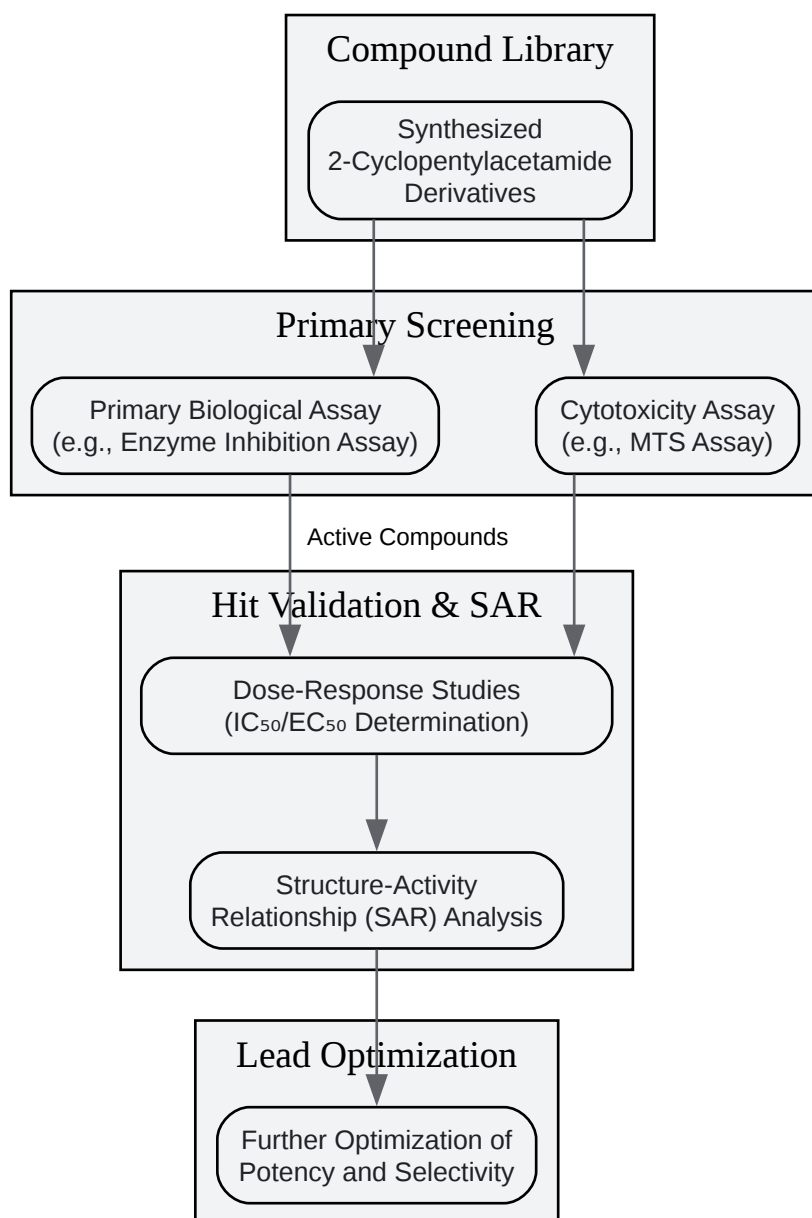 Compound Library
Synthesized
2-Cyclopentylacetamide
Derivatives
Primary Screening
Primary Biological Assay
(e.g., Enzyme Inhibition Assay)
Cytotoxicity Assay
(e.g., MTS Assay)
Active Compounds
Hit Validation & SAR
Dose-Response Studies
(IC₅₀/EC₅₀ Determination)
Structure-Activity
Relationship (SAR) Analysis
Lead Optimization
Further Optimization of
Potency and Selectivity